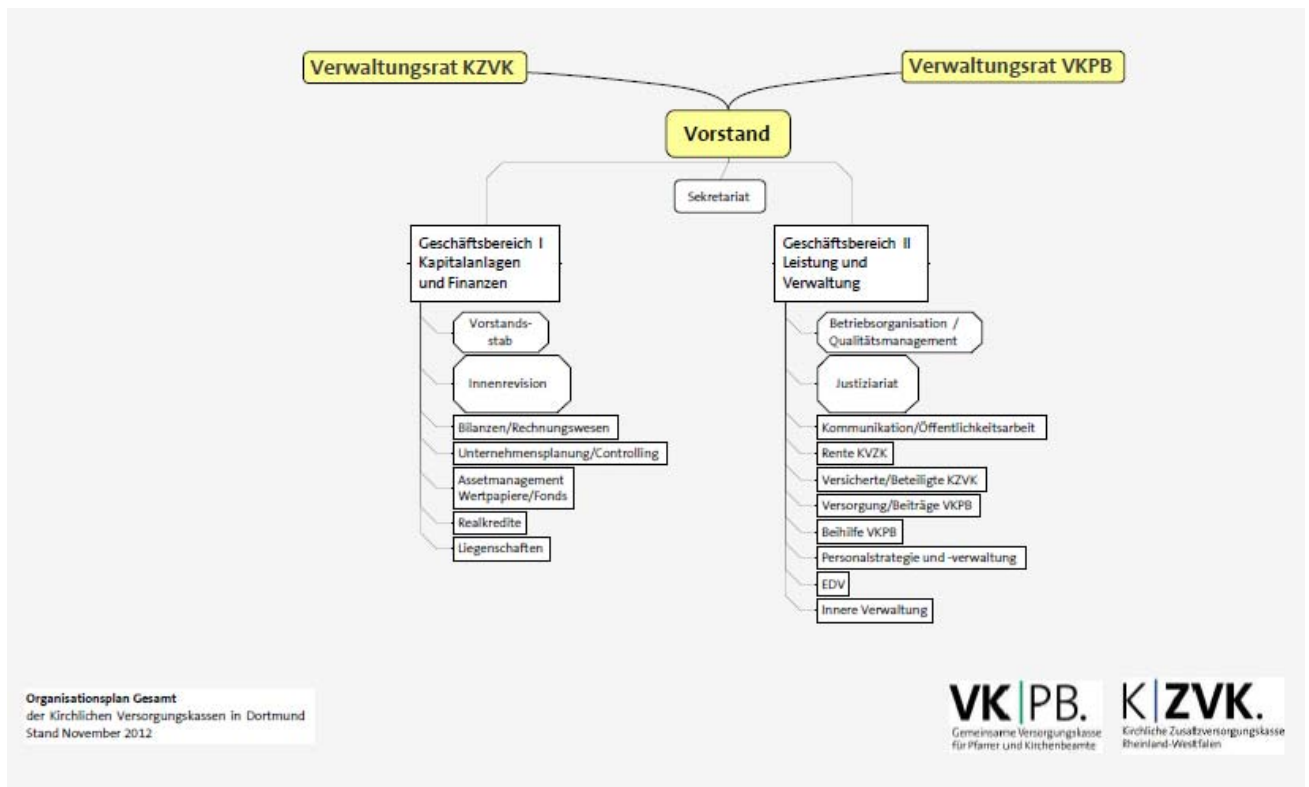 Verwaltungsrat KZVK
Verwaltungsrat VKPB
Vorstand
Sekretariat
Geschäftsbereich I
Kapitalanlagen
und Finanzen
Vorstands-
stab
Innenrevision
Bilanzen/Rechnungswesen
Unternehmensplanung/Controlling
Assetmanagement
Wertpapiere/Fonds
Realkredite
Liegenschaften
Geschäftsbereich II
Leistung und
Verwaltung
Betriebsorganisation /
Qualitätsmanagement
Justiziariat
Kommunikation/Öffentlichkeitsarbeit
Rente KVZK
Versicherte/Beteiligte KZVK
Versorgung/Beiträge VKPB
Beihilfe VKPB
Personalstrategie und -verwaltung
EDV
Innere Verwaltung
Organisationsplan Gesamt
der Kirchlichen Versorgungskassen in Dortmund
Stand November 2012
VK|PB.
Gemeinsame Versorgungskasse
für Pfarrer und Kirchenbeamte
K|ZVK.
Kirchliche Zusatzversorgungskasse
Rheinland-Westfalen